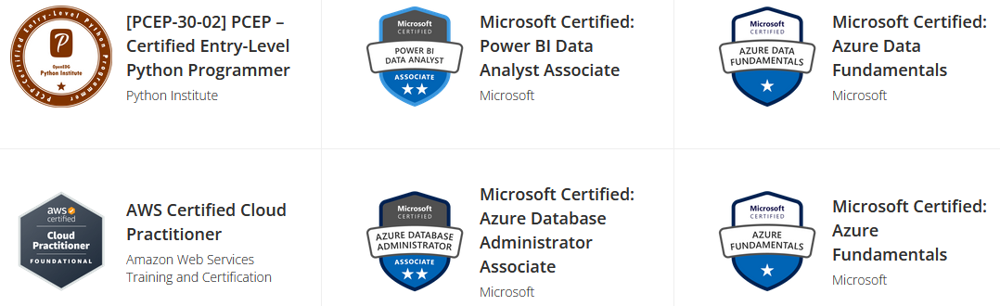 PCEP-Certified Entry-Level Python Programmer
P
OpenEDG
Python Institute
[PCEP-30-02] PCEP –
Certified Entry-Level
Python Programmer
Python Institute
Microsoft
CERTIFIED
POWER BI
DATA ANALYST
ASSOCIATE
Microsoft Certified:
Power BI Data
Analyst Associate
Microsoft
Microsoft
CERTIFIED
AZURE DATA
FUNDAMENTALS
Microsoft Certified:
Azure Data
Fundamentals
Microsoft
aws
certified
Cloud
Practitioner
FOUNDATIONAL
AWS Certified Cloud
Practitioner
Amazon Web Services
Training and Certification
Microsoft
CERTIFIED
AZURE DATABASE
ADMINISTRATOR
ASSOCIATE
Microsoft Certified:
Azure Database
Administrator
Associate
Microsoft
Microsoft
CERTIFIED
AZURE
FUNDAMENTALS
Microsoft Certified:
Azure
Fundamentals
Microsoft